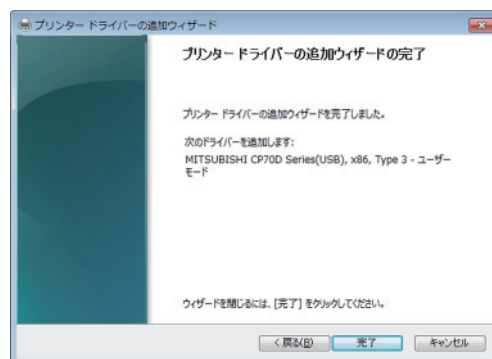 プリンター ドライバーの追加ウィザード
プリンター ドライバーの追加ウィザードの完了
プリンター ドライバーの追加ウィザードを完了しました。
次のドライバーを追加します:
MITSUBISHI CP70D Series(USB), x86, Type 3 - ユーザー
モード
ウィザードを閉じるには、[完了] をクリックしてください。
< 戻る(B)
完了
キャンセル